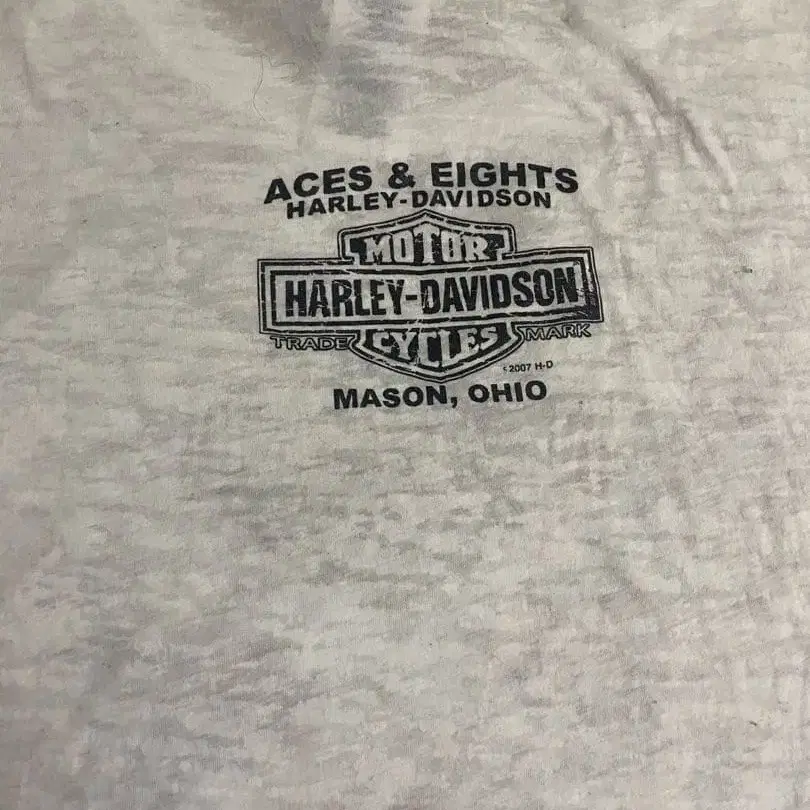 ACES & EIGHTS
HARLEY-DAVIDSON
MOTOR
HARLEY-DAVIDSON
TRADE CYCLES MARK
©2007 H-D
MASON, OHIO